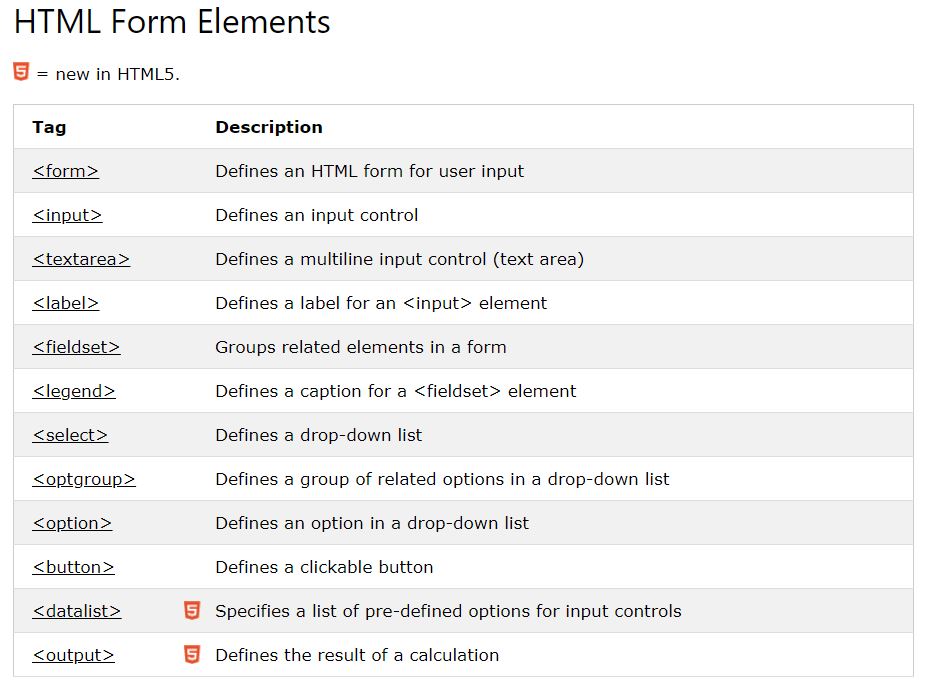 HTML Form Elements
5 = new in HTML5.
Tag Description
<form> Defines an HTML form for user input
<input> Defines an input control
<textarea> Defines a multiline input control (text area)
<label> Defines a label for an <input> element
<fieldset> Groups related elements in a form
<legend> Defines a caption for a <fieldset> element
<select> Defines a drop-down list
<optgroup> Defines a group of related options in a drop-down list
<option> Defines an option in a drop-down list
<button> Defines a clickable button
<datalist> 5 Specifies a list of pre-defined options for input controls
<output> 5 Defines the result of a calculation